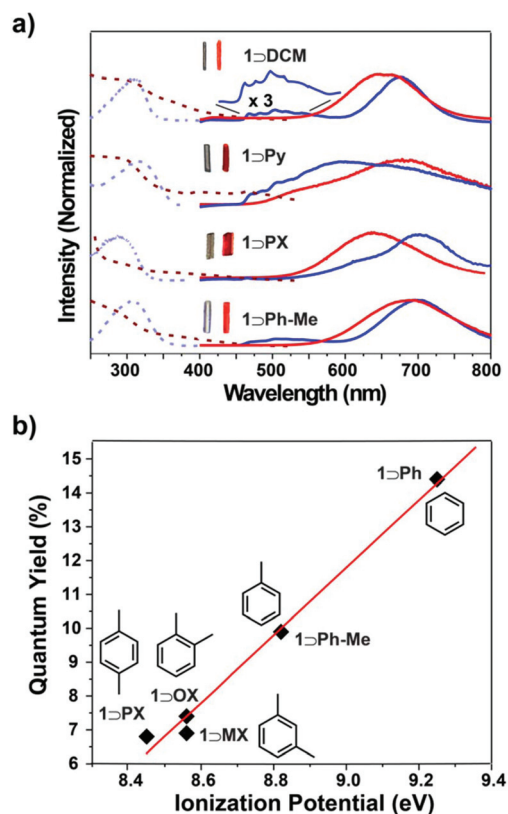 a)
Intensity (Normalized)
1⊃DCM
x 3
1⊃Py
1⊃PX
1⊃Ph-Me
300 400 500 600 700 800
Wavelength (nm)
b)
Quantum Yield (%)
15
14
13
12
11
10
9
8
7
6
1⊃Ph
1⊃Ph-Me
1⊃OX
1⊃PX
1⊃MX
8.4 8.6 8.8 9.0 9.2 9.4
Ionization Potential (eV)